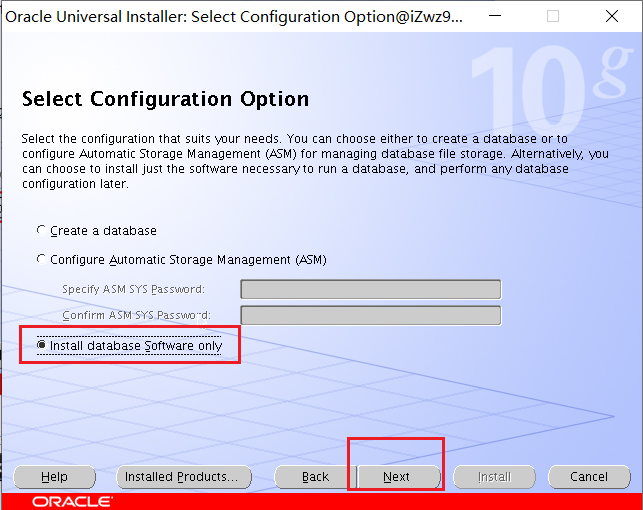 Oracle Universal Installer: Select Configuration Option@iZwz9...
10g
Select Configuration Option
Select the configuration that suits your needs. You can choose either to create a database or to
configure Automatic Storage Management (ASM) for managing database file storage. Alternatively, you
can choose to install just the software necessary to run a database, and perform any database
configuration later.
Create a database
Configure Automatic Storage Management (ASM)
Specify ASM SYS Password:
Confirm ASM SYS Password:
Install database Software only
Help Installed Products... Back Next Install Cancel
ORACLE